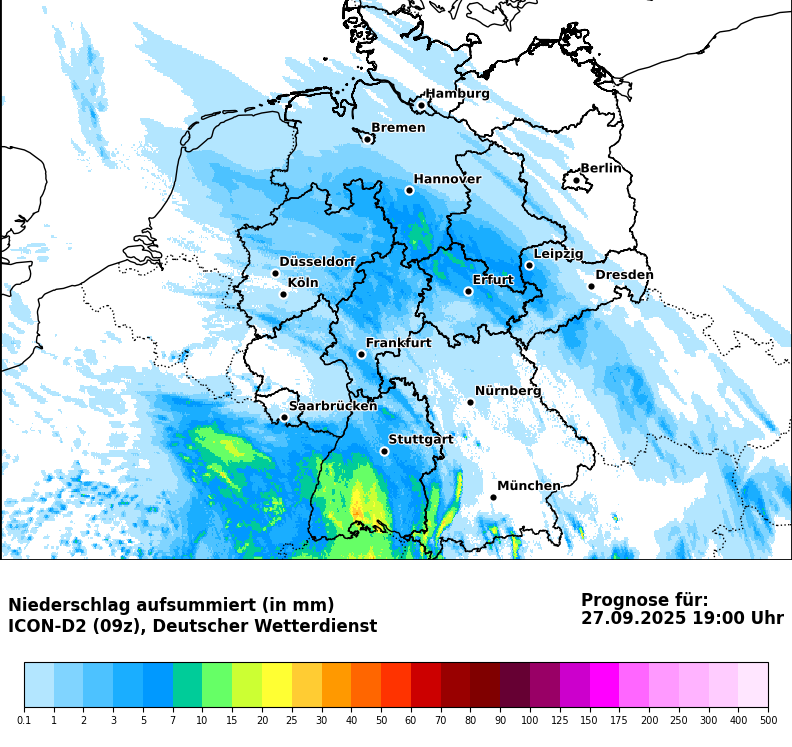 Hamburg
Bremen
Berlin
Hannover
Leipzig
Düsseldorf
Dresden
Erfurt
Köln
Frankfurt
Nürnberg
Saarbrücken
Stuttgart
München
Niederschlag aufsummiert (in mm)
ICON-D2 (09z), Deutscher Wetterdienst
Prognose für:
27.09.2025 19:00 Uhr
0.1 1 2 3 5 7 10 15 20 25 30 40 50 60 70 80 90 100 125 150 175 200 250 300 400 500